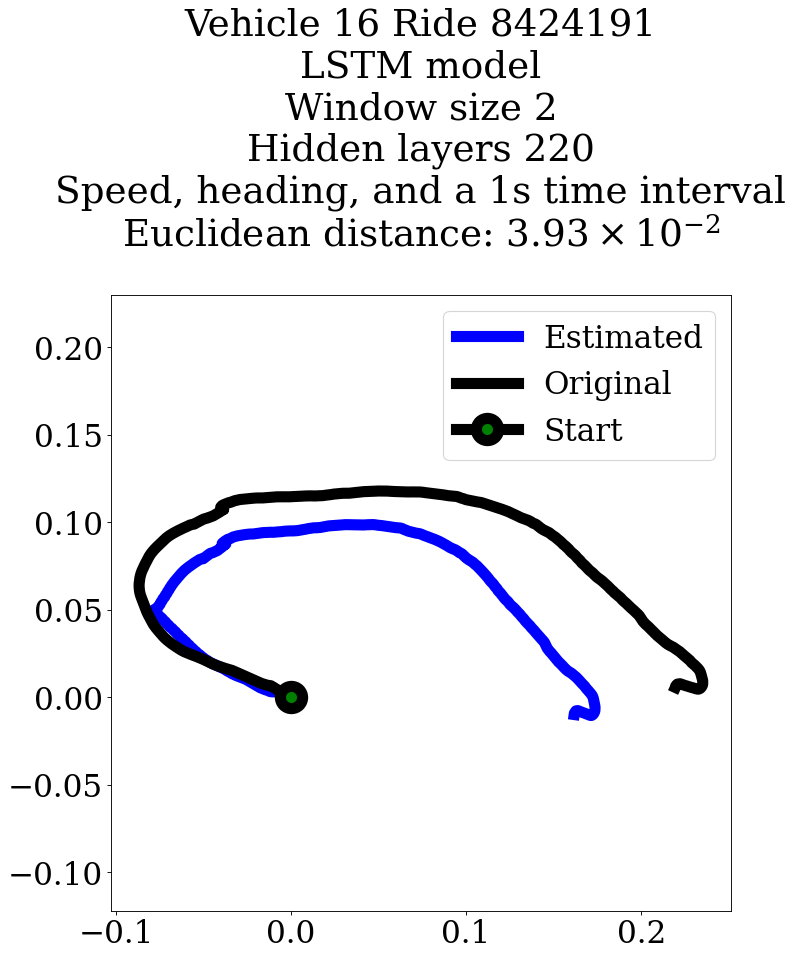 Vehicle 16 Ride 8424191
LSTM model
Window size 2
Hidden layers 220
Speed, heading, and a 1s time interval
Euclidean distance: 3.93 × 10⁻²
Estimated
Original
Start
0.20
0.15
0.10
0.05
0.00
−0.05
−0.10
−0.1 0.0 0.1 0.2